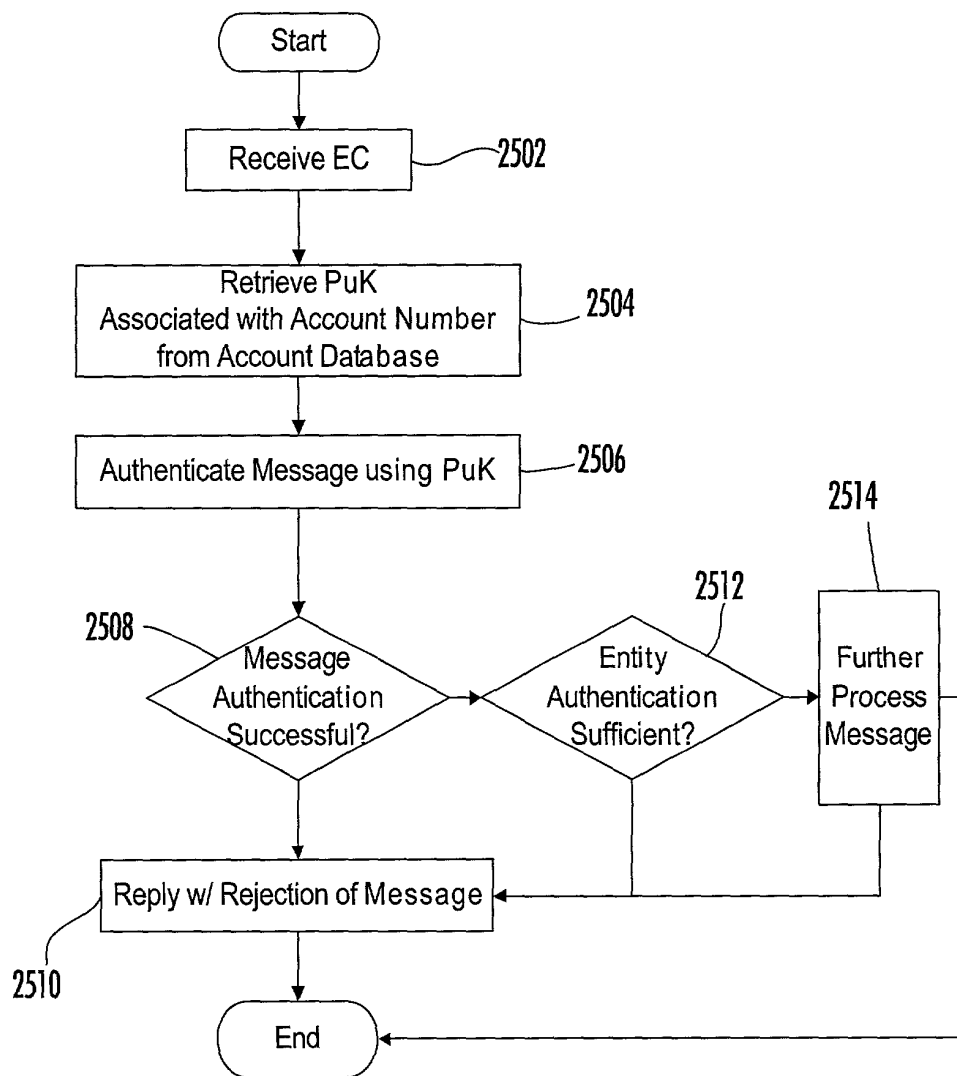 Start
Receive EC
2502
Retrieve PuK
Associated with Account Number
from Account Database
2504
Authenticate Message using PuK
2506
2508
Message
Authentication
Successful?
2512
Entity
Authentication
Sufficient?
2514
Further
Process
Message
Reply w/ Rejection of Message
2510
End